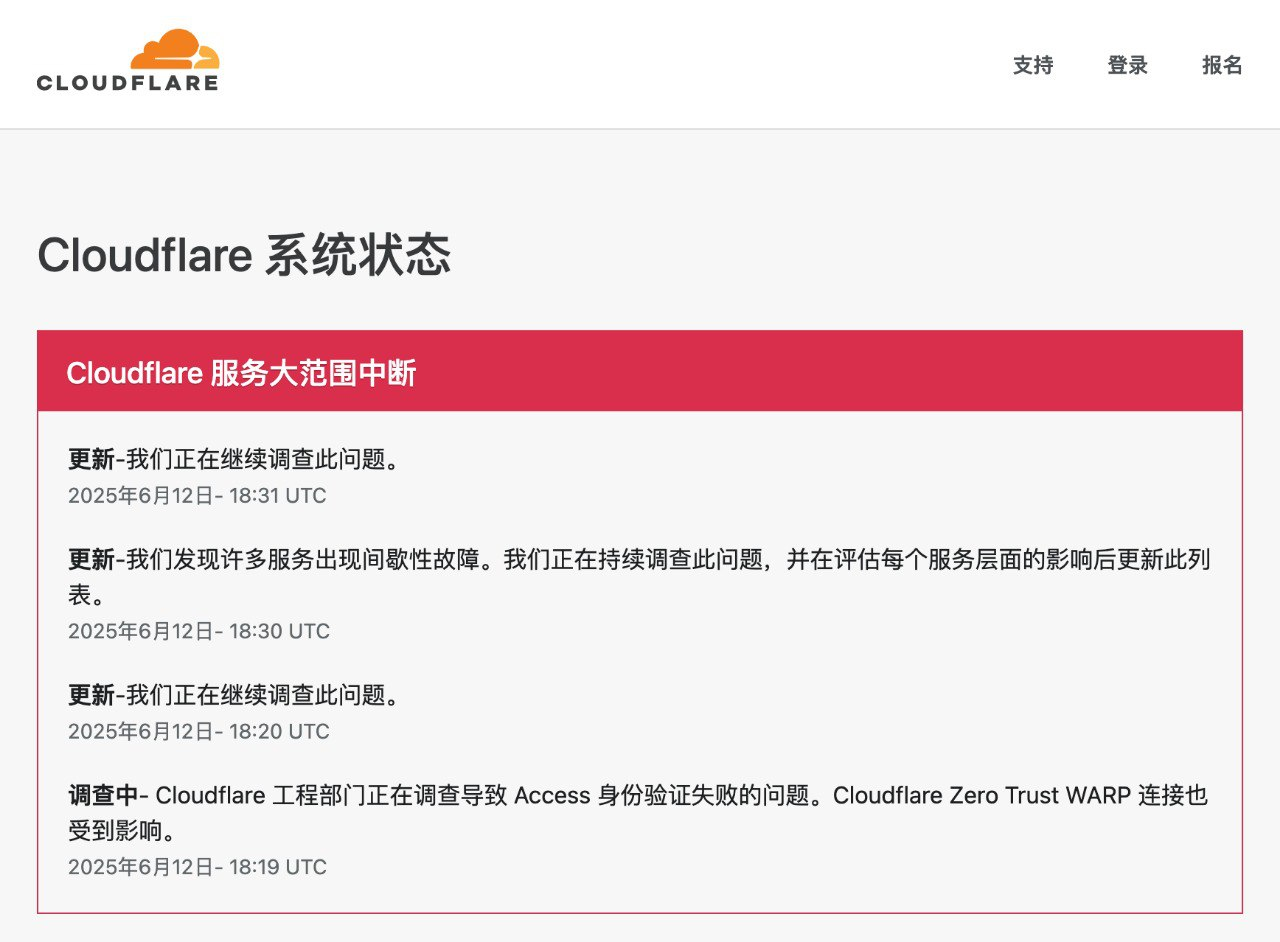 CLOUDFLARE
支持 登录 报名
Cloudflare 系统状态
Cloudflare 服务大范围中断
更新-我们正在继续调查此问题。
2025年6月12日- 18:31 UTC
更新-我们发现许多服务出现间歇性故障。我们正在持续调查此问题，并在评估每个服务层面的影响后更新此列
表。
2025年6月12日- 18:30 UTC
更新-我们正在继续调查此问题。
2025年6月12日- 18:20 UTC
调查中- Cloudflare 工程部门正在调查导致 Access 身份验证失败的问题。Cloudflare Zero Trust WARP 连接也
受到影响。
2025年6月12日- 18:19 UTC